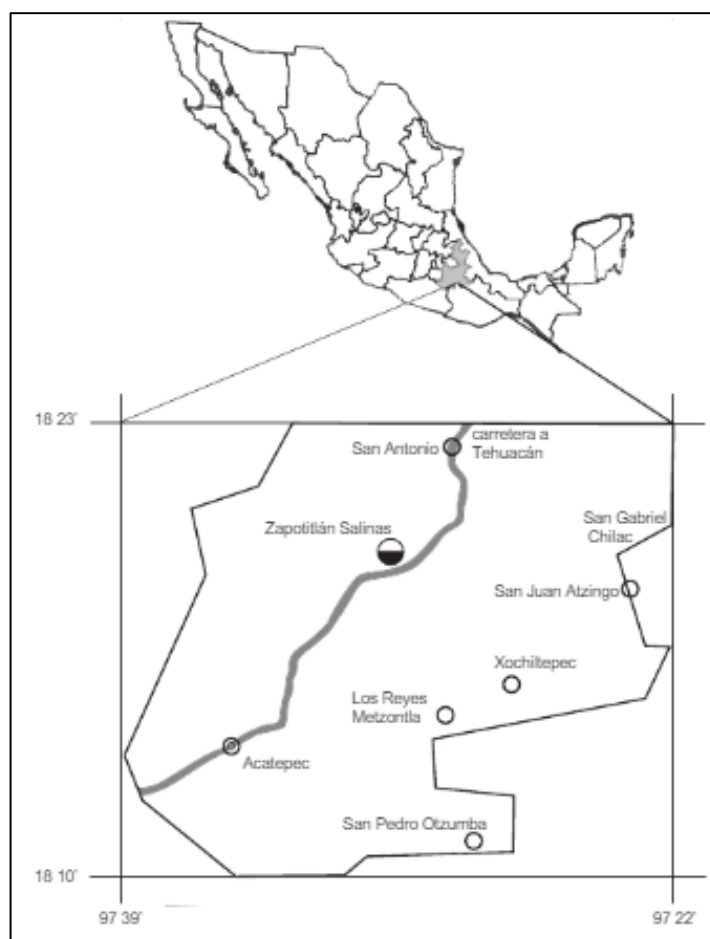 18 23'
San Antonio
carretera a
Tehuacán
Zapotitlán Salinas
San Gabriel
Chilac
San Juan Atzingo
Xochiltepec
Los Reyes
Metzontla
Acatepec
San Pedro Otzumba
18 10'
97 39'
97 22'